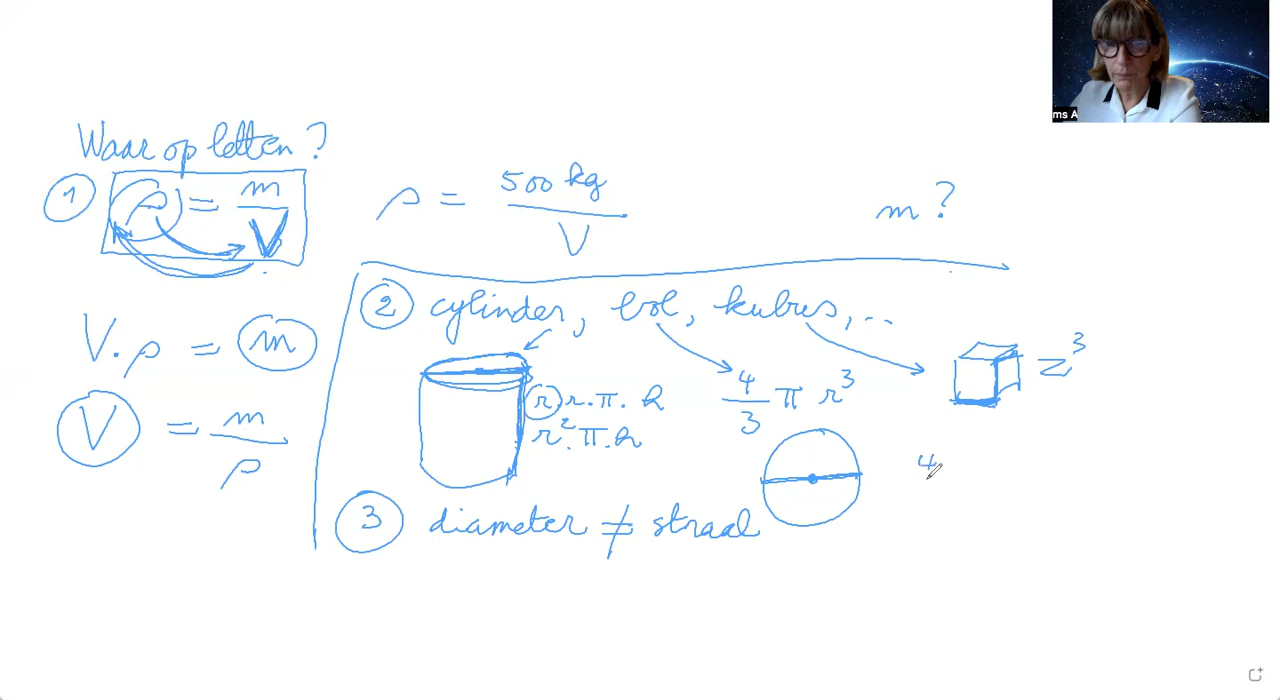 Waar op letten?
① ρ = m/V
ρ = 500 kg / V
m?
V.ρ = m
V = m/ρ
② cylinder, bol, kubus, ...
r.r.π.h
r².π.h
4/3 π r³
z³
③ diameter ≠ straal
4
ms A